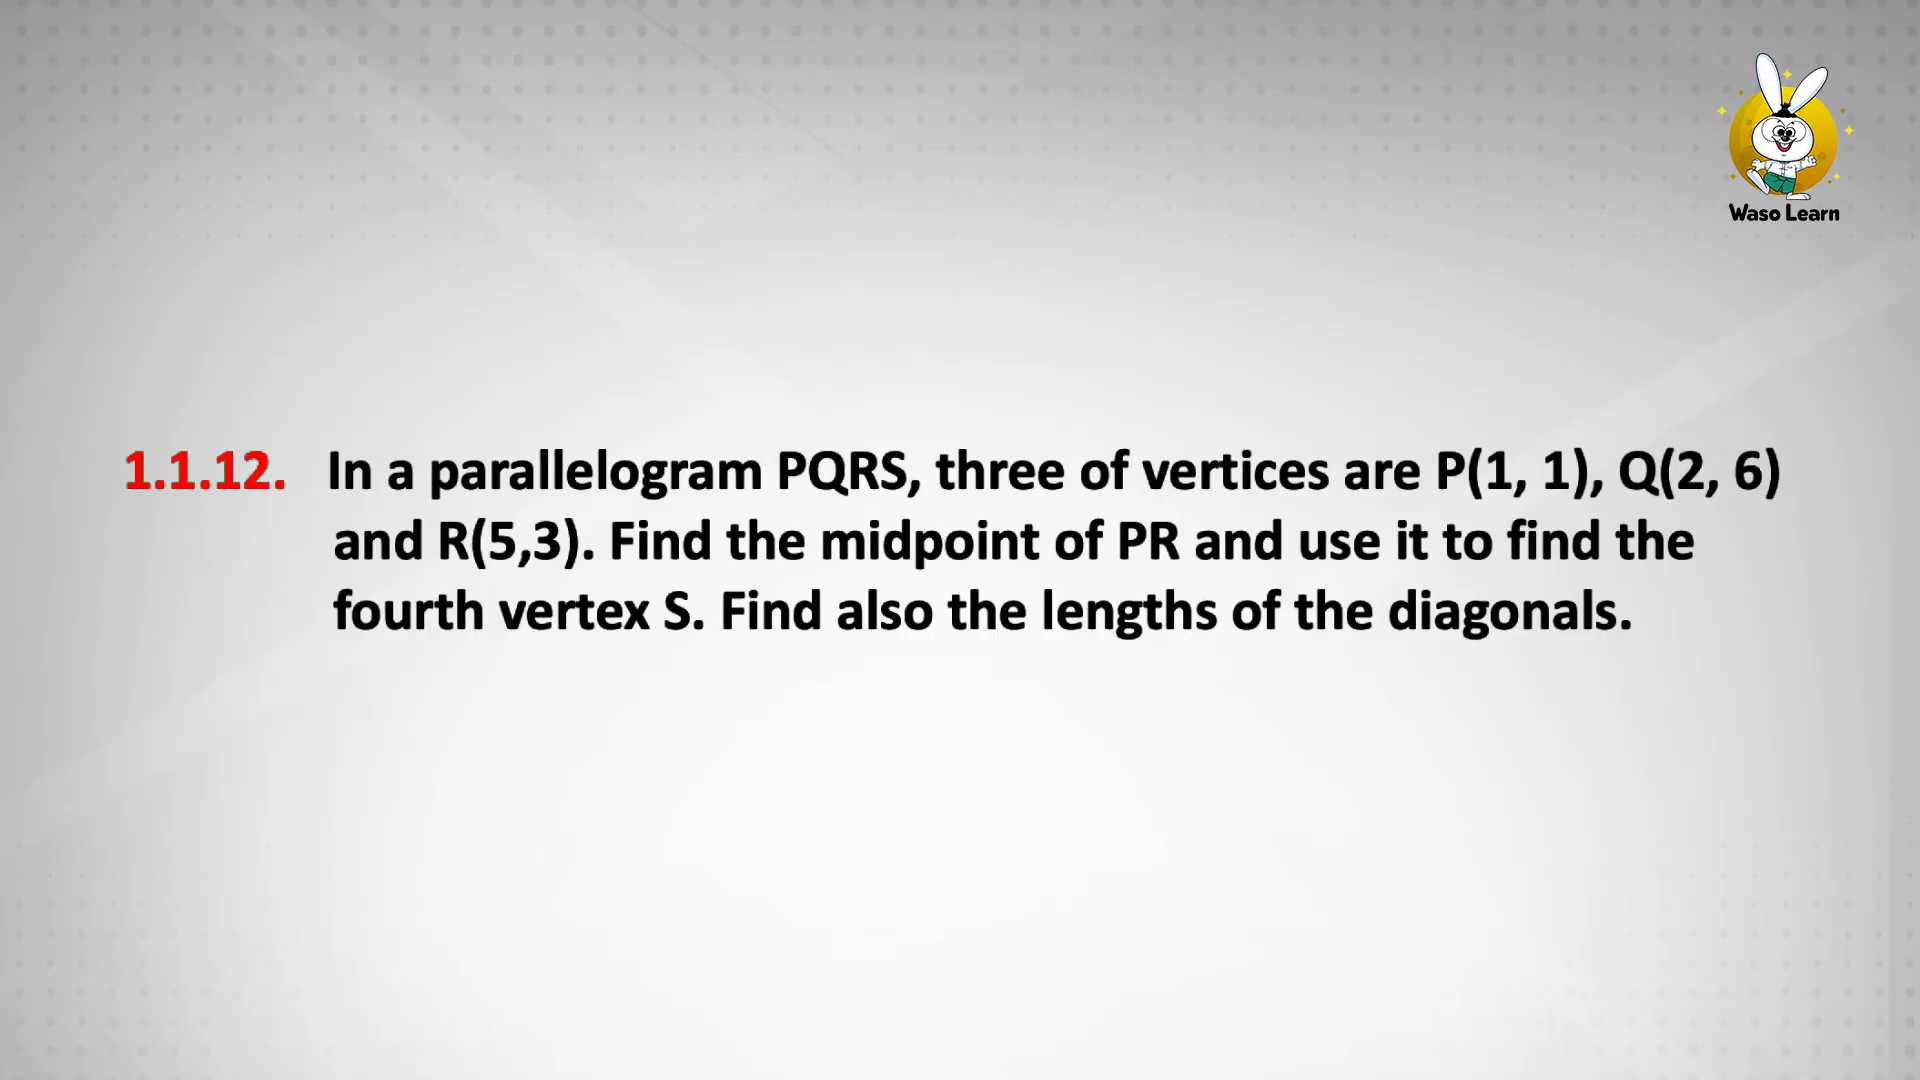 Waso Learn
1.1.12. In a parallelogram PQRS, three of vertices are P(1, 1), Q(2, 6)
and R(5,3). Find the midpoint of PR and use it to find the
fourth vertex S. Find also the lengths of the diagonals.